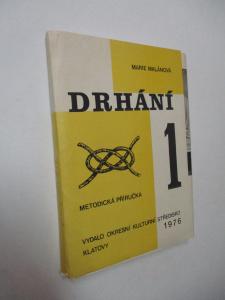 MARIE MALÁNOVÁ
DRHÁNÍ
1
METODICKÁ PŘÍRUČKA
VYDALO OKRESNÍ KULTURNÍ STŘEDISKO
KLATOVY
1976